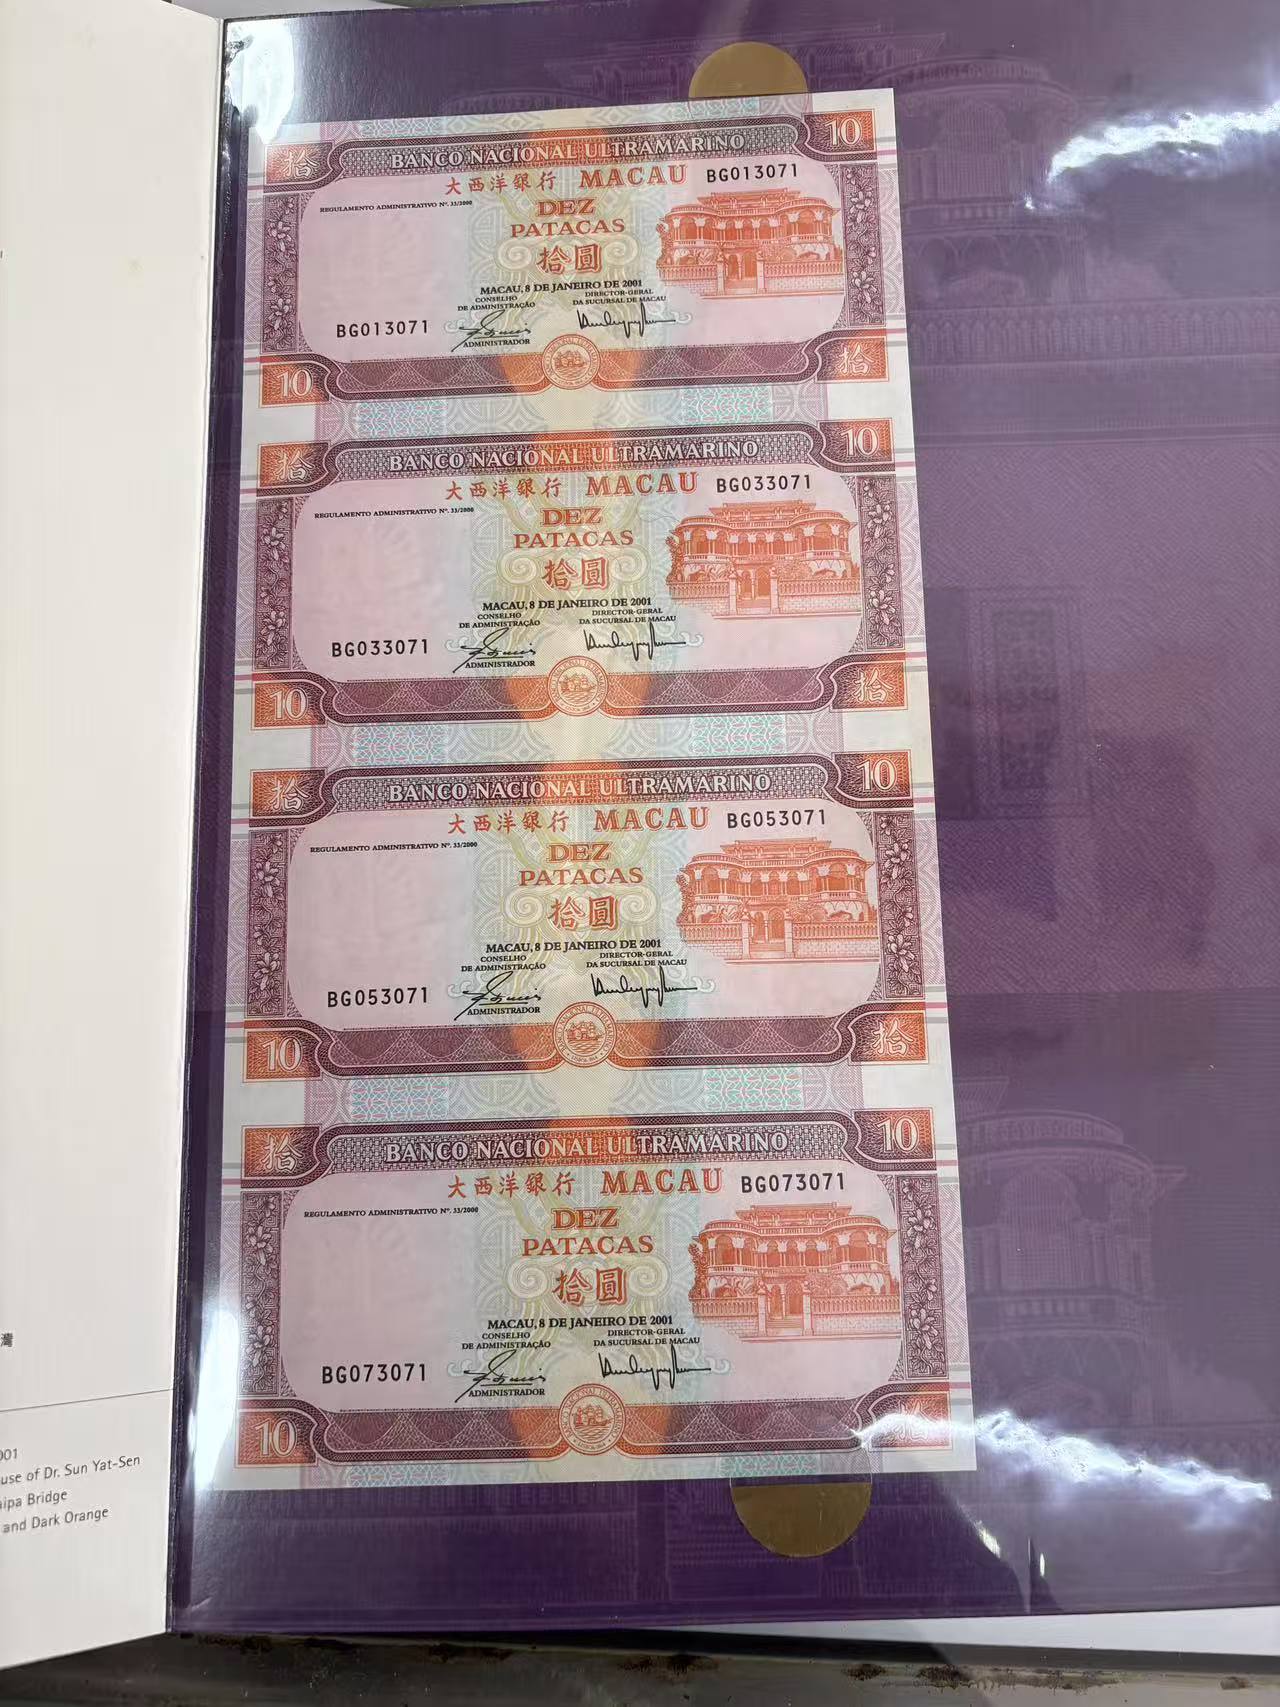 拾
BANCO NACIONAL ULTRAMARINO
10
大西洋銀行 MACAU BG013071
REGULAMENTO ADMINISTRATIVO Nº. 33/2000
DEZ
PATACAS
拾圓
MACAU, 8 DE JANEIRO DE 2001
CONSELHO
DE ADMINISTRAÇÃO
DIRECTOR-GERAL
DA SUCURSAL DE MACAU
BG013071
ADMINISTRADOR
10
拾
拾
BANCO NACIONAL ULTRAMARINO
10
大西洋銀行 MACAU BG033071
REGULAMENTO ADMINISTRATIVO Nº. 33/2000
DEZ
PATACAS
拾圓
MACAU, 8 DE JANEIRO DE 2001
CONSELHO
DE ADMINISTRAÇÃO
DIRECTOR-GERAL
DA SUCURSAL DE MACAU
BG033071
ADMINISTRADOR
10
拾
拾
BANCO NACIONAL ULTRAMARINO
10
大西洋銀行 MACAU BG053071
REGULAMENTO ADMINISTRATIVO Nº. 33/2000
DEZ
PATACAS
拾圓
MACAU, 8 DE JANEIRO DE 2001
CONSELHO
DE ADMINISTRAÇÃO
DIRECTOR-GERAL
DA SUCURSAL DE MACAU
BG053071
ADMINISTRADOR
10
拾
拾
BANCO NACIONAL ULTRAMARINO
10
大西洋銀行 MACAU BG073071
REGULAMENTO ADMINISTRATIVO Nº. 33/2000
DEZ
PATACAS
拾圓
MACAU, 8 DE JANEIRO DE 2001
CONSELHO
DE ADMINISTRAÇÃO
DIRECTOR-GERAL
DA SUCURSAL DE MACAU
BG073071
ADMINISTRADOR
10
拾
灣
001
use of Dr. Sun Yat-Sen
aipa Bridge
and Dark Orange